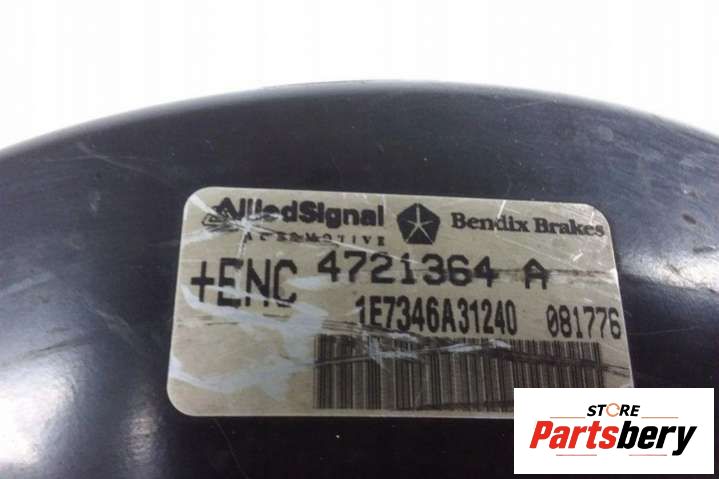 AlliedSignal Bendix Brakes
AUTOMOTIVE
+ENC 4721364 A
1E7346A31240 081776
STORE
Partsbery